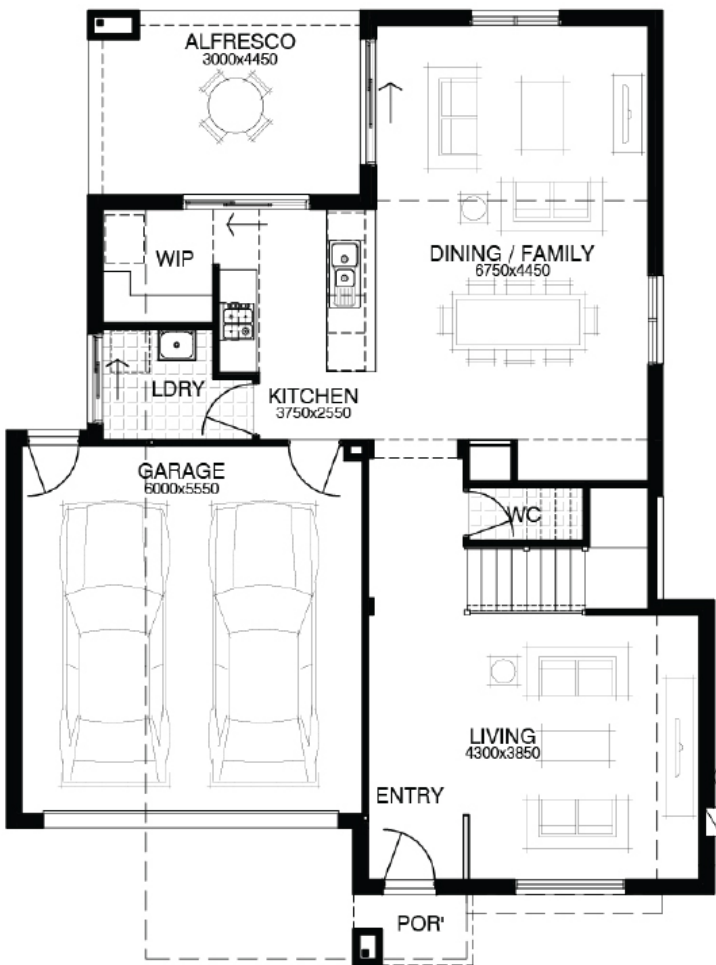 ALFRESCO
3000x4450
WIP
DINING / FAMILY
6750x4450
LDRY
KITCHEN
3750x2550
GARAGE
6000x5550
WC
LIVING
4300x3850
ENTRY
POR'